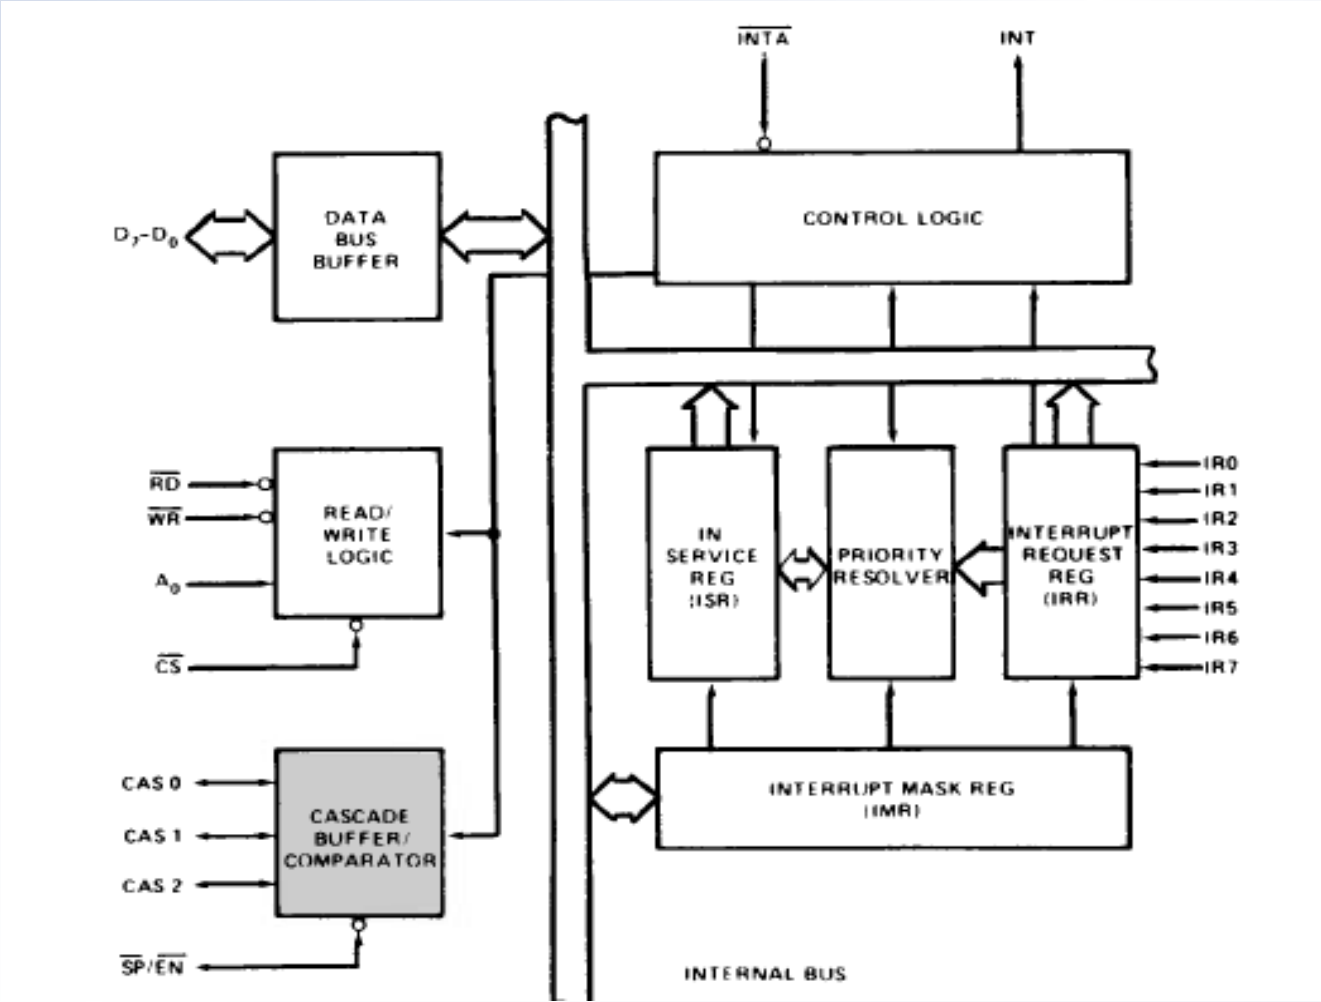 INTA
INT
DATA
BUS
BUFFER
D7-D0
CONTROL LOGIC
RD
WR
A0
CS
READ/
WRITE
LOGIC
IN
SERVICE
REG
(ISR)
PRIORITY
RESOLVER
INTERRUPT
REQUEST
REG
(IRR)
IR0
IR1
IR2
IR3
IR4
IR5
IR6
IR7
CAS 0
CAS 1
CAS 2
SP/EN
CASCADE
BUFFER/
COMPARATOR
INTERRUPT MASK REG
(IMR)
INTERNAL BUS